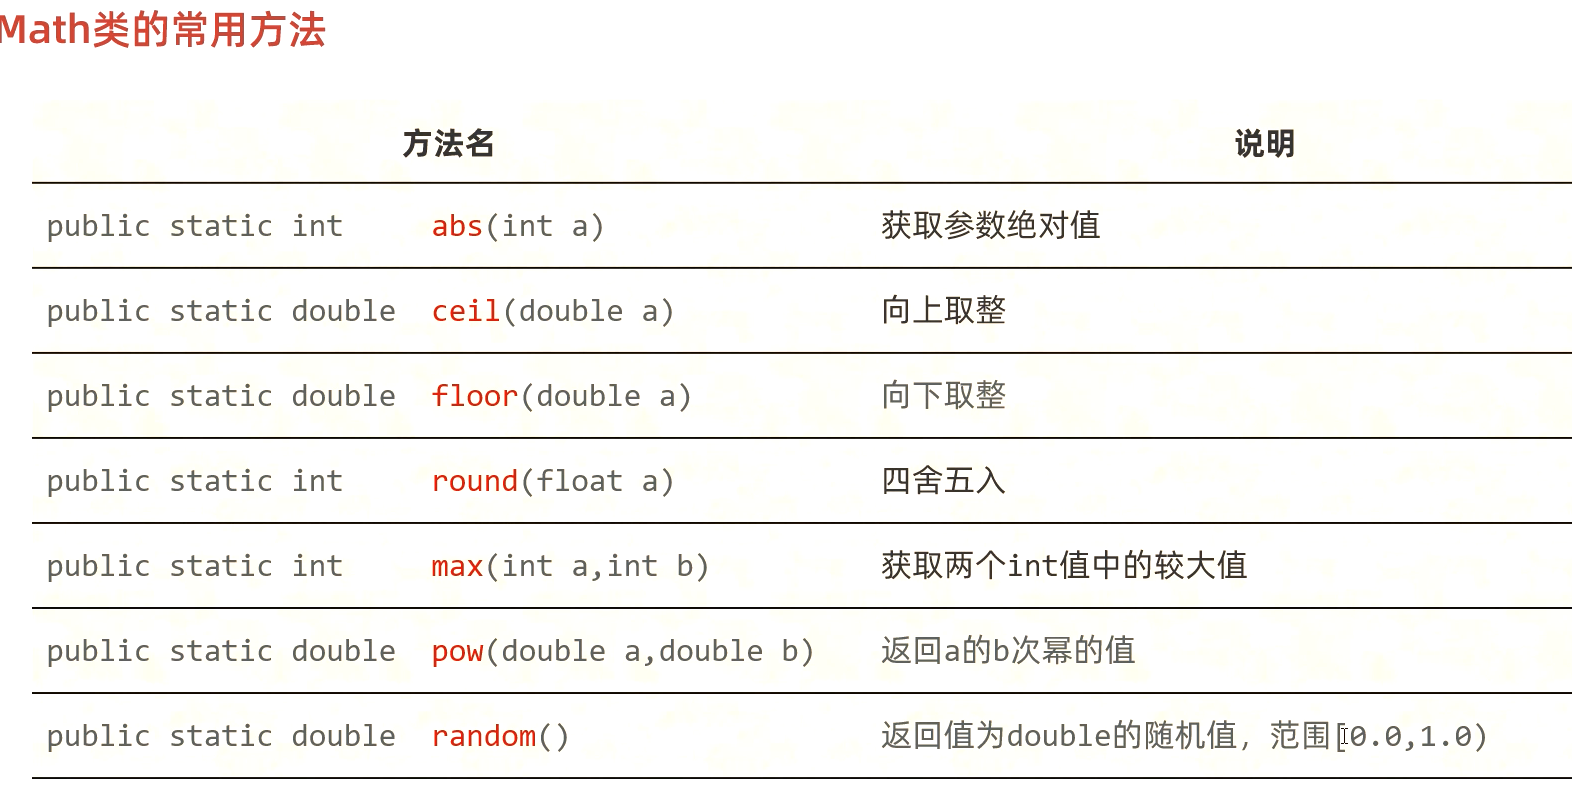 Math类的常用方法
方法名 说明
public static int abs(int a) 获取参数绝对值
public static double ceil(double a) 向上取整
public static double floor(double a) 向下取整
public static int round(float a) 四舍五入
public static int max(int a,int b) 获取两个int值中的较大值
public static double pow(double a,double b) 返回a的b次幂的值
public static double random() 返回值为double的随机值，范围[0.0,1.0)